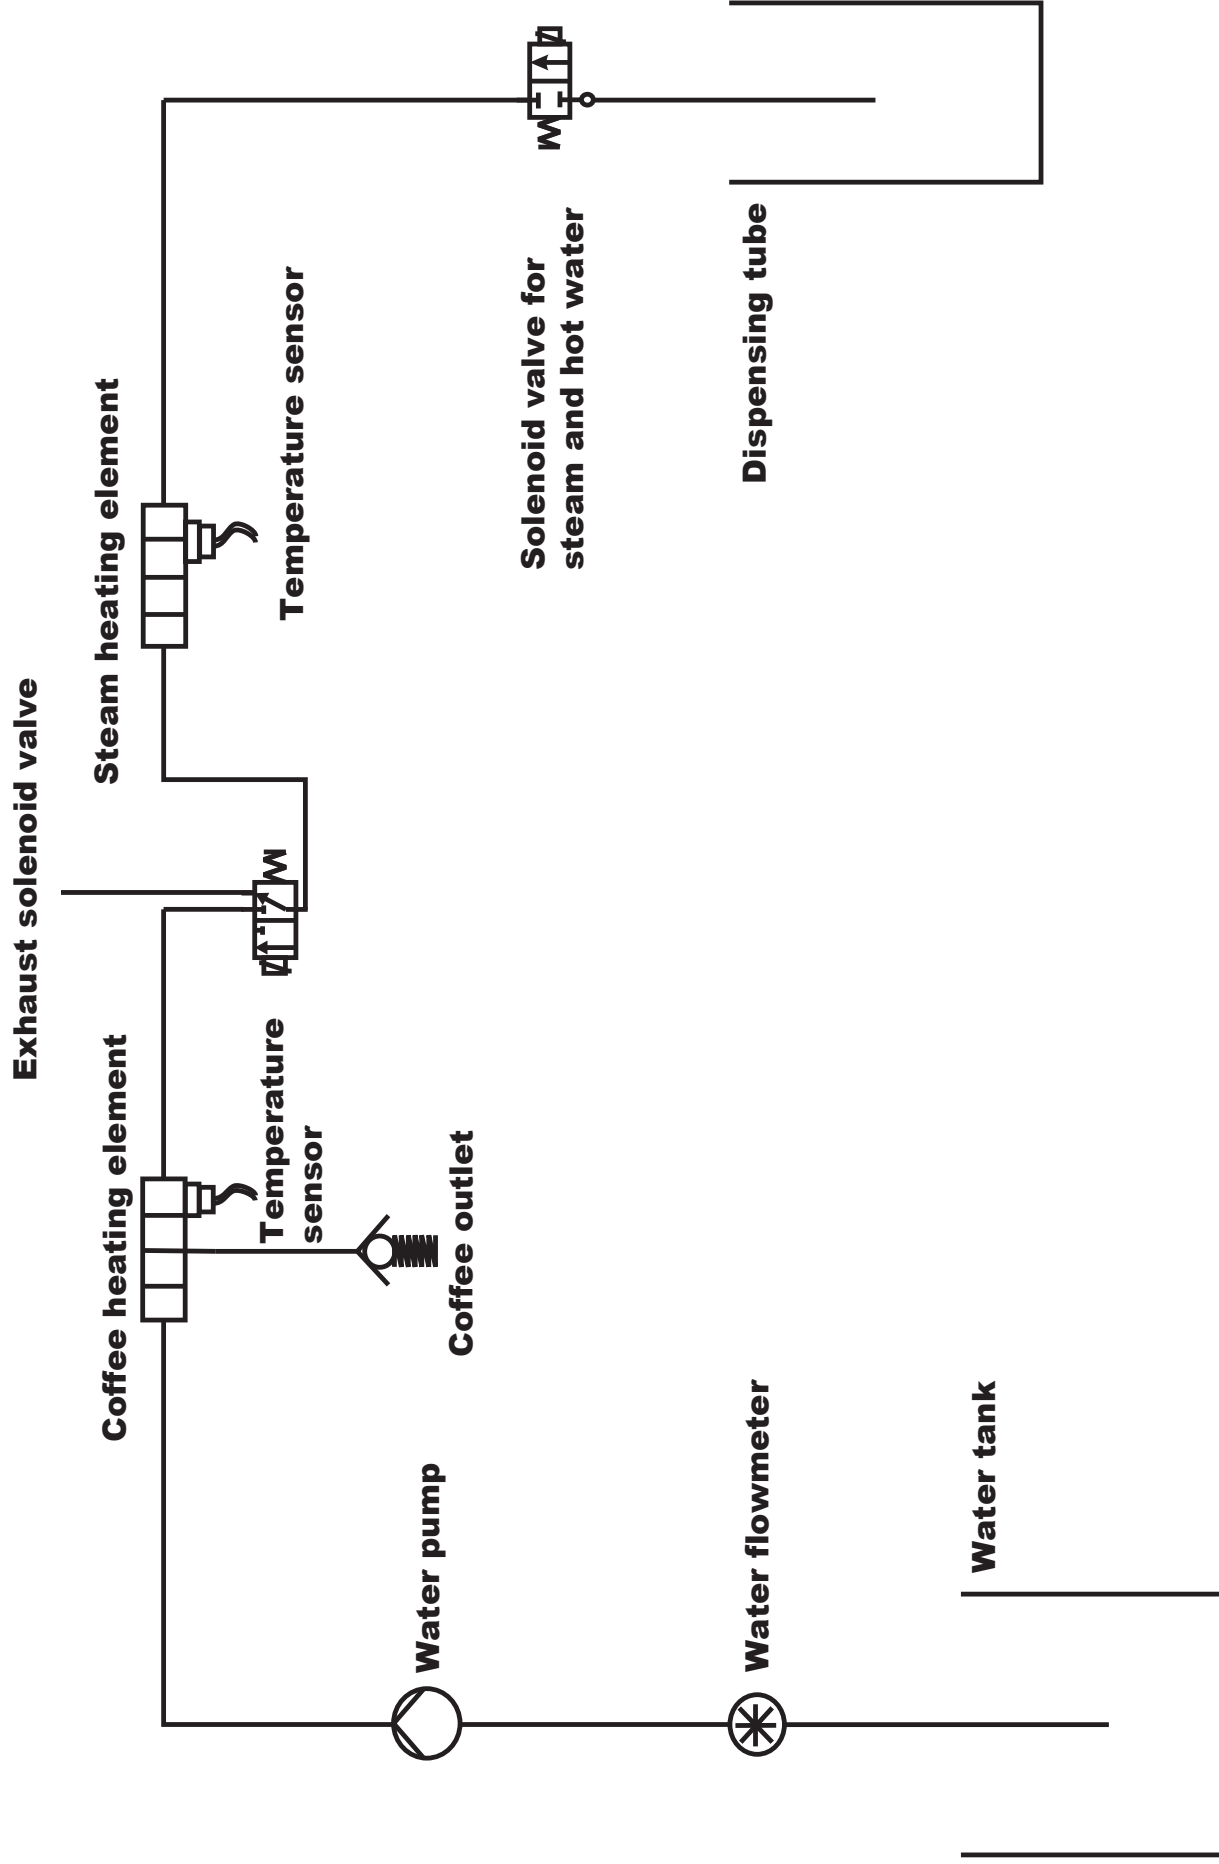 Exhaust solenoid valve
Coffee heating element
Steam heating element
Temperature
sensor
Temperature sensor
Coffee outlet
Water pump
Solenoid valve for
steam and hot water
Water flowmeter
Dispensing tube
Water tank